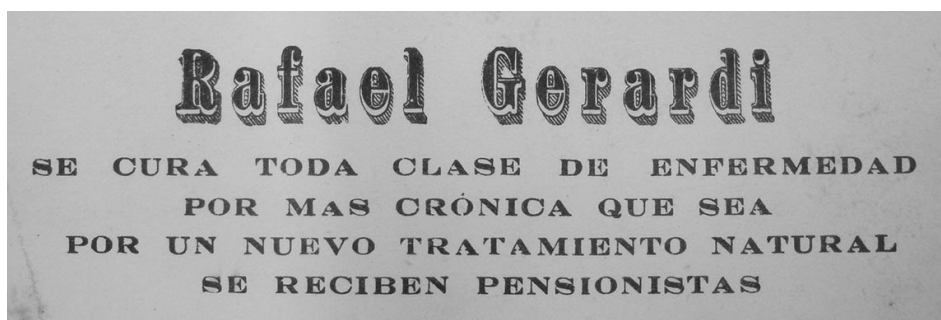 Rafael Gerardi
SE CURA TODA CLASE DE ENFERMEDAD
POR MAS CRÓNICA QUE SEA
POR UN NUEVO TRATAMIENTO NATURAL
SE RECIBEN PENSIONISTAS